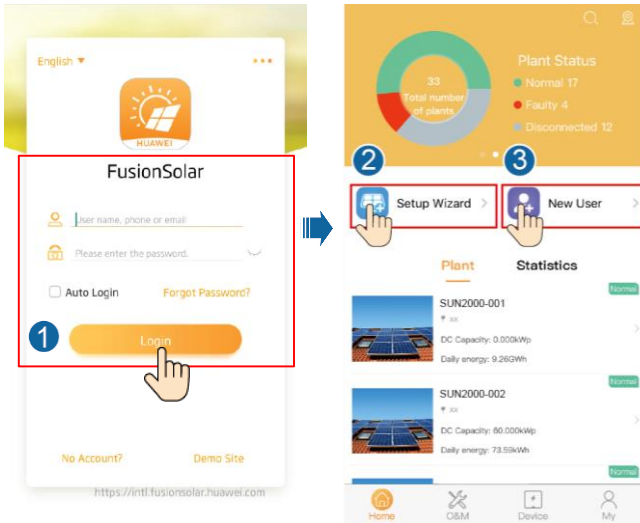 English ▼
HUAWEI
FusionSolar
User name, phone or email
Please enter the password.
Auto Login
Forgot Password?
1
Login
No Account?
Demo Site
https://intl.fusionsolar.huawei.com
33
Total number
of plants
Plant Status
Normal 17
Faulty 4
Disconnected 12
2
3
Setup Wizard
New User
Plant
Statistics
Normal
SUN2000-001
xx
DC Capacity: 0.000kWp
Daily energy: 9.26GWh
Normal
SUN2000-002
xx
DC Capacity: 60.000kWp
Daily energy: 73.59kWh
Normal
Home
O&M
Device
My